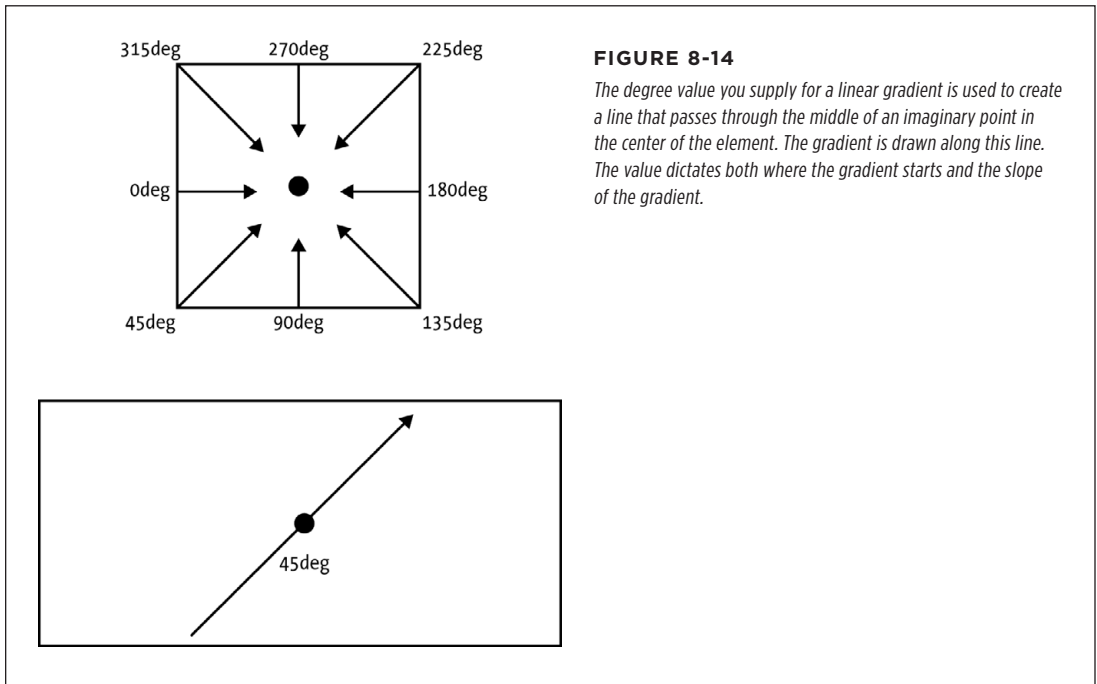 315deg
270deg
225deg
0deg
180deg
45deg
90deg
135deg
45deg
FIGURE 8-14
The degree value you supply for a linear gradient is used to create
a line that passes through the middle of an imaginary point in
the center of the element. The gradient is drawn along this line.
The value dictates both where the gradient starts and the slope
of the gradient.